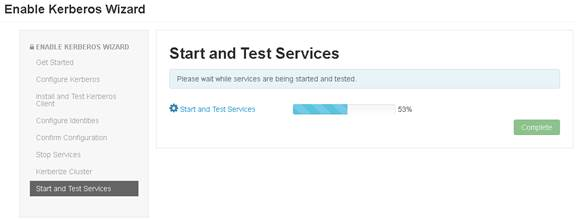 Enable Kerberos Wizard
ENABLE KERBEROS WIZARD
Get Started
Configure Kerberos
Install and Test Kerberos
Client
Configure Identities
Confirm Configuration
Stop Services
Kerberize Cluster
Start and Test Services
Start and Test Services
Please wait while services are being started and tested.
Start and Test Services 53%
Complete